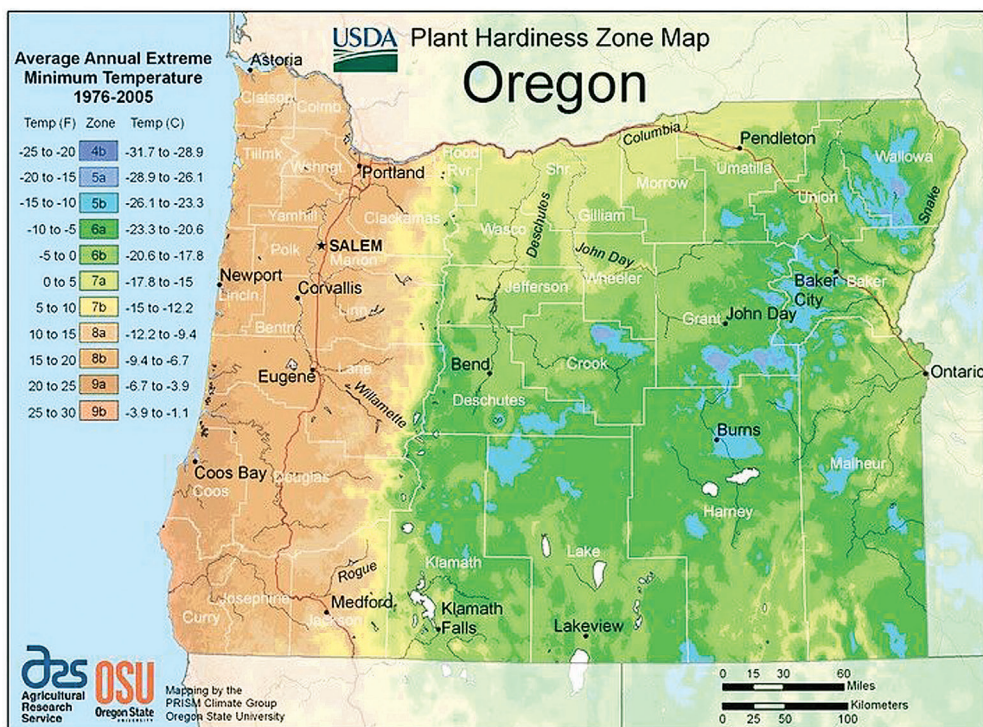 USDA
Plant Hardiness Zone Map
Oregon
Average Annual Extreme
Minimum Temperature
1976-2005
Temp (F) Zone Temp (C)
-25 to -20 4b -31.7 to -28.9
-20 to -15 5a -28.9 to -26.1
-15 to -10 5b -26.1 to -23.3
-10 to -5 6a -23.3 to -20.6
-5 to 0 6b -20.6 to -17.8
0 to 5 7a -17.8 to -15
5 to 10 7b -15 to -12.2
10 to 15 8a -12.2 to -9.4
15 to 20 8b -9.4 to -6.7
20 to 25 9a -6.7 to -3.9
25 to 30 9b -3.9 to -1.1
Astoria
Clatsop
Colmb
Tillmk
Wshngt
Portland
Hood
Rvr.
Shr.
Columbia
Pendleton
Umatilla
Morrow
Wallowa
Union
Snake
Yamhill
Clackamas
Wasco
Deschutes
Gilliam
Polk
SALEM
Marion
John Day
Wheeler
Jefferson
Newport
Lincln
Corvallis
Linn
Bentn
Baker
City
Baker
Grant
John Day
Eugene
Lane
Willamette
Bend
Crook
Deschutes
Ontario
Burns
Malheur
Harney
Coos Bay
Coos
Douglas
Lake
Klamath
Rogue
Josephine
Curry
Medford
Jackson
Klamath
Falls
Lakeview
ars
Agricultural
Research
Service
OSU
Oregon State
UNIVERSITY
Mapping by the
PRISM Climate Group
Oregon State University
0 15 30 60
Miles
Kilometers
0 25 50 100